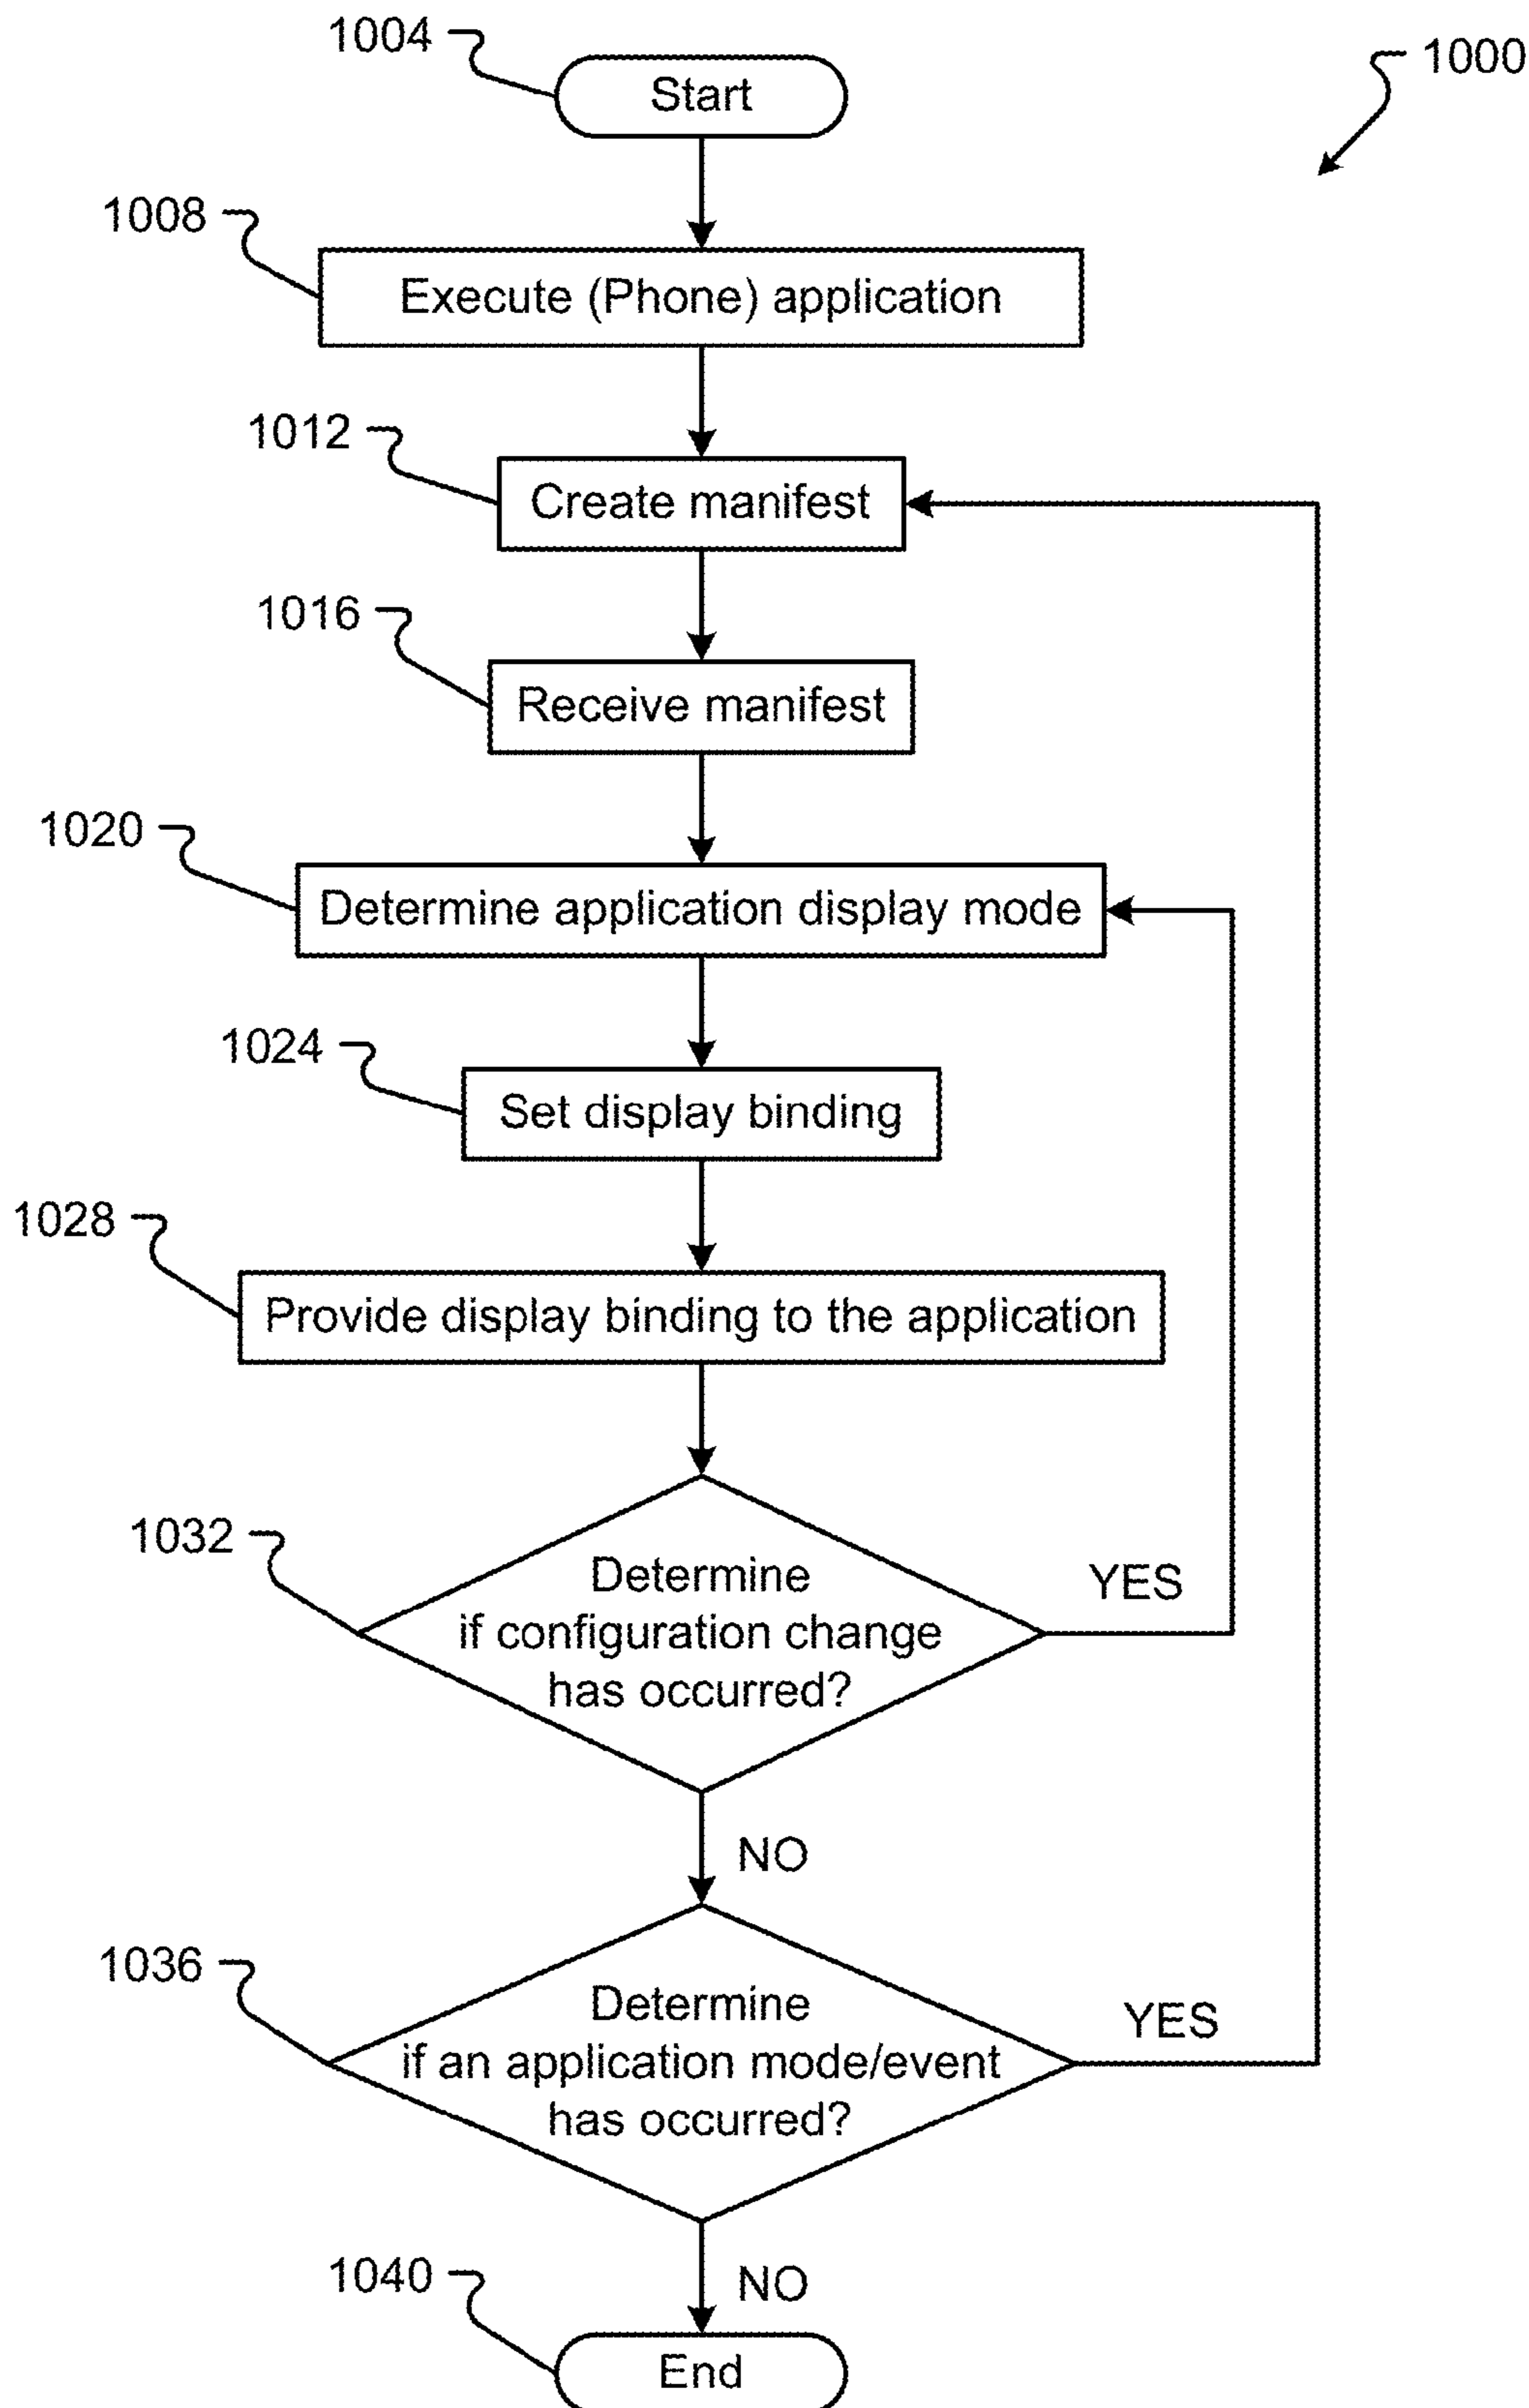 1004
Start
1000
1008
Execute (Phone) application
1012
Create manifest
1016
Receive manifest
1020
Determine application display mode
1024
Set display binding
1028
Provide display binding to the application
1032
Determine
if configuration change
has occurred?
YES
NO
1036
Determine
if an application mode/event
has occurred?
YES
1040
NO
End